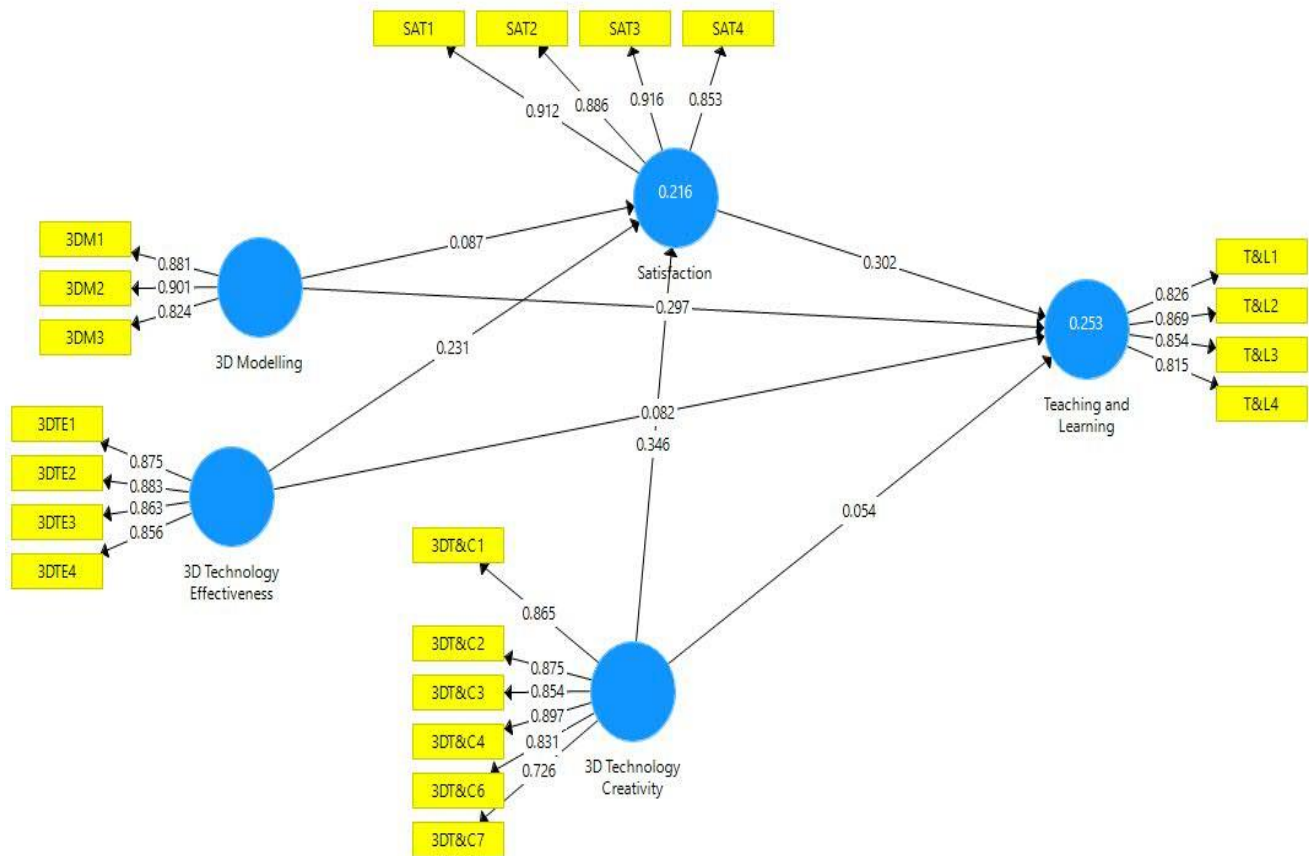 SAT1
SAT2
SAT3
SAT4
0.912
0.886
0.916
0.853
0.216
Satisfaction
3DM1
3DM2
3DM3
0.881
0.901
0.824
3D Modelling
0.087
0.297
0.302
0.231
0.082
0.346
0.054
0.253
Teaching and
Learning
0.826
0.869
0.854
0.815
T&L1
T&L2
T&L3
T&L4
3DTE1
3DTE2
3DTE3
3DTE4
0.875
0.883
0.863
0.856
3D Technology
Effectiveness
3DT&C1
3DT&C2
3DT&C3
3DT&C4
3DT&C6
3DT&C7
0.865
0.875
0.854
0.897
0.831
0.726
3D Technology
Creativity